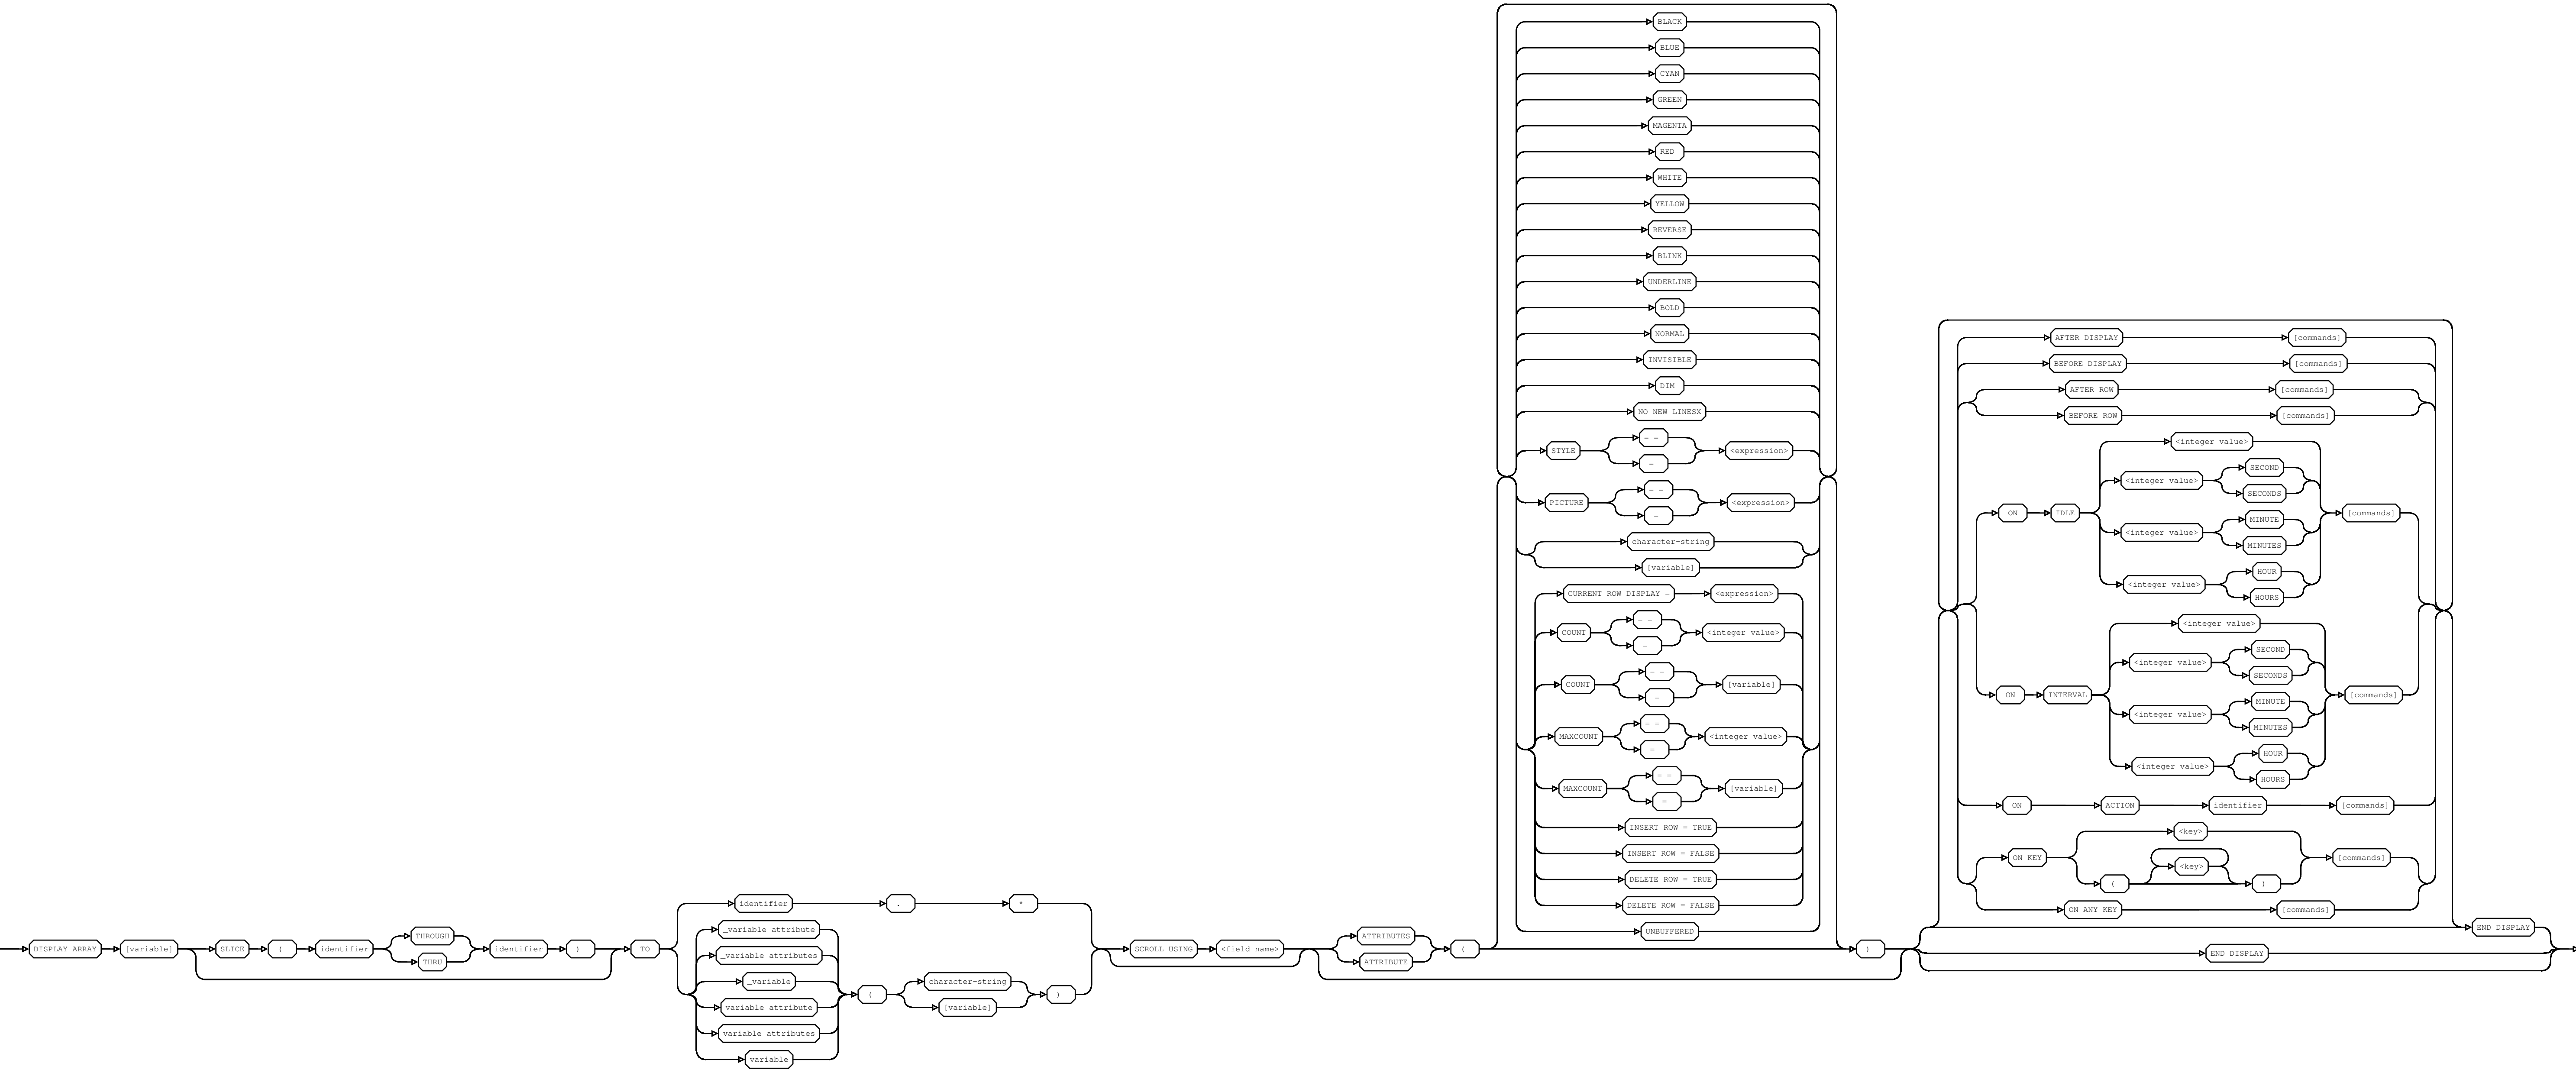 BLACK
BLUE
CYAN
GREEN
MAGENTA
RED
WHITE
YELLOW
REVERSE
BLINK
UNDERLINE
BOLD
NORMAL
INVISIBLE
DIM
NO NEW LINESX
STYLE = = = <expression>
PICTURE = = = <expression>
character-string
[variable]
CURRENT ROW DISPLAY = <expression>
COUNT = = = <integer value>
COUNT = = = [variable]
MAXCOUNT = = = <integer value>
MAXCOUNT = = = [variable]
INSERT ROW = TRUE
INSERT ROW = FALSE
DELETE ROW = TRUE
DELETE ROW = FALSE
UNBUFFERED
AFTER DISPLAY [commands]
BEFORE DISPLAY [commands]
AFTER ROW [commands]
BEFORE ROW [commands]
<integer value>
SECOND
<integer value>
SECONDS
ON IDLE [commands]
MINUTE
<integer value>
MINUTES
HOUR
<integer value>
HOURS
<integer value>
SECOND
<integer value>
SECONDS
ON INTERVAL [commands]
MINUTE
<integer value>
MINUTES
HOUR
<integer value>
HOURS
ON ACTION identifier [commands]
<key>
ON KEY [commands]
<key>
( )
ON ANY KEY [commands]
DISPLAY ARRAY [variable] SLICE ( identifier THROUGH THRU identifier ) TO
identifier . *
_variable attribute
_variable attributes
_variable
variable attribute
variable attributes
variable
( character-string [variable] )
SCROLL USING <field name> ATTRIBUTES ATTRIBUTE ( )
END DISPLAY
END DISPLAY